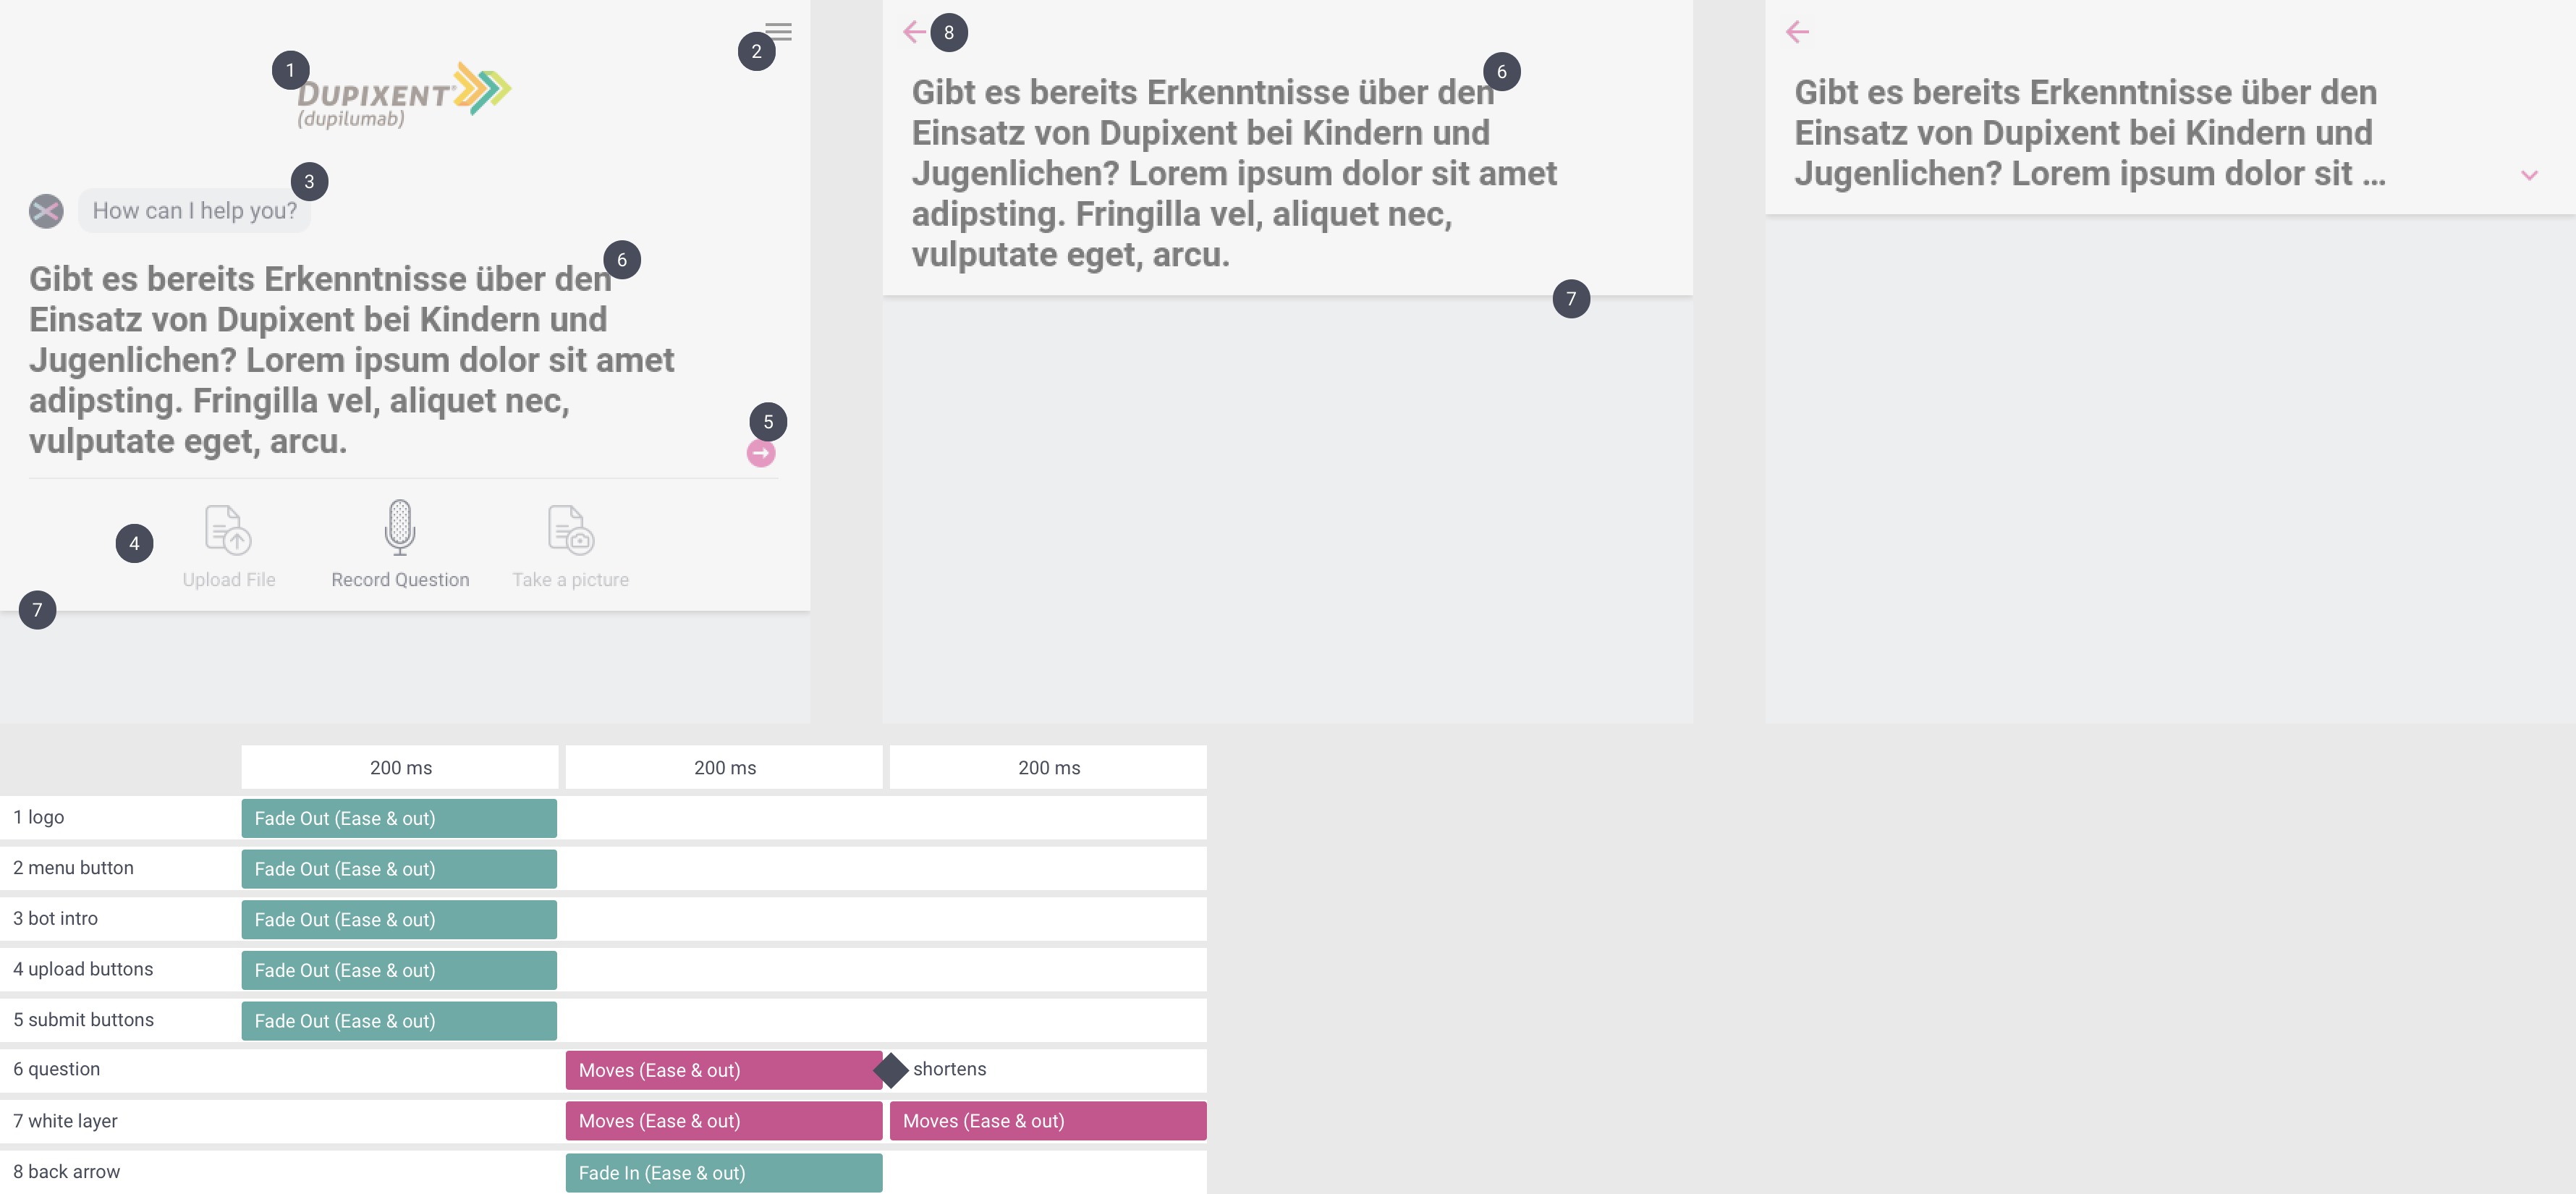 2
1
DUPIXENT®
(dupilumab)
3
How can I help you?
6
Gibt es bereits Erkenntnisse über den
Einsatz von Dupixent bei Kindern und
Jugenlichen? Lorem ipsum dolor sit amet
adipsting. Fringilla vel, aliquet nec,
vulputate eget, arcu.
5
4
Upload File
Record Question
Take a picture
7
8
6
Gibt es bereits Erkenntnisse über den
Einsatz von Dupixent bei Kindern und
Jugenlichen? Lorem ipsum dolor sit amet
adipsting. Fringilla vel, aliquet nec,
vulputate eget, arcu.
7
Gibt es bereits Erkenntnisse über den
Einsatz von Dupixent bei Kindern und
Jugenlichen? Lorem ipsum dolor sit ...
200 ms
200 ms
200 ms
1 logo
Fade Out (Ease & out)
2 menu button
Fade Out (Ease & out)
3 bot intro
Fade Out (Ease & out)
4 upload buttons
Fade Out (Ease & out)
5 submit buttons
Fade Out (Ease & out)
6 question
Moves (Ease & out)
shortens
7 white layer
Moves (Ease & out)
Moves (Ease & out)
8 back arrow
Fade In (Ease & out)